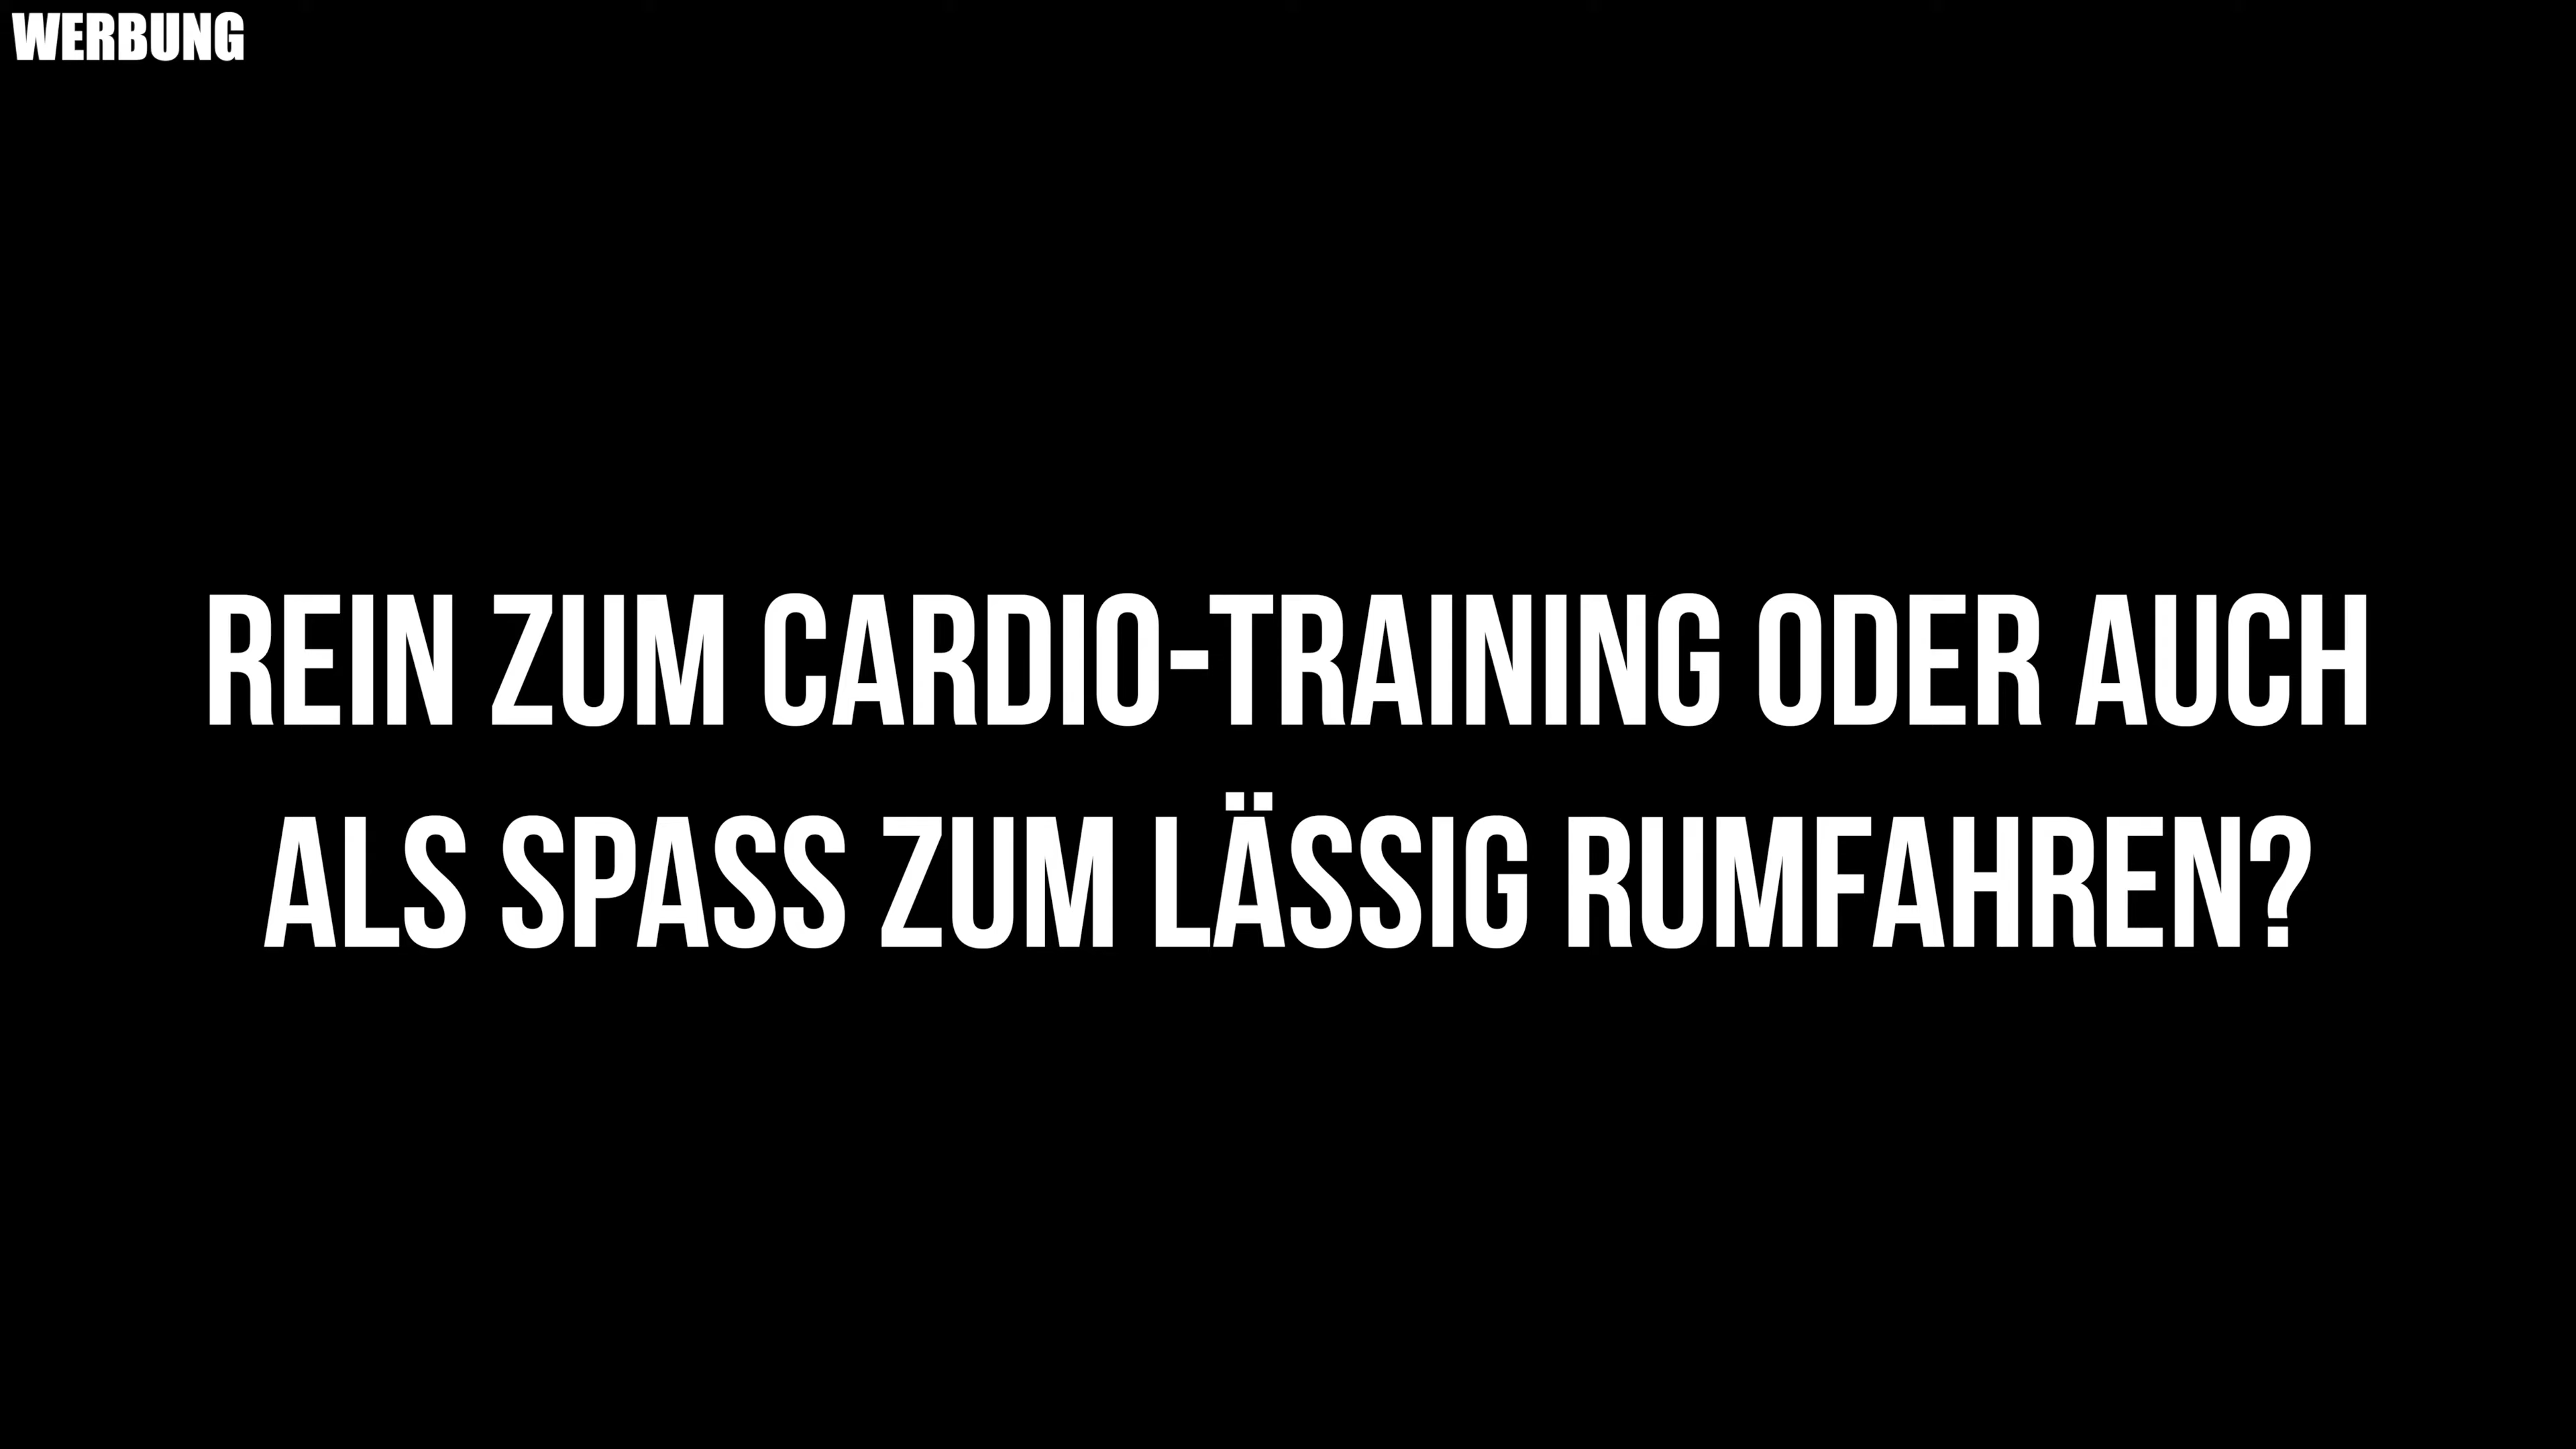 WERBUNG
REIN ZUM CARDIO-TRAINING ODER AUCH
ALS SPASS ZUM LÄSSIG RUMFAHREN?